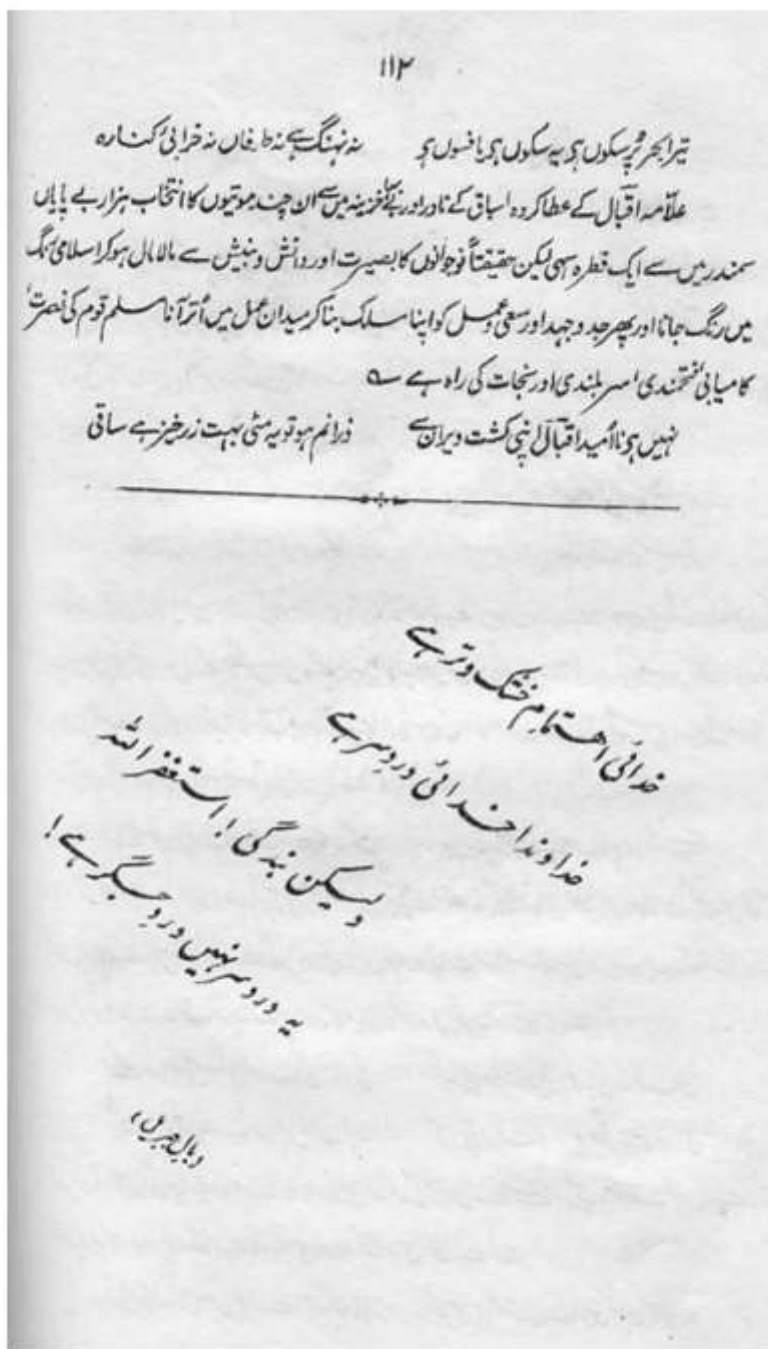 ۱۱۲
تیرا بحر پُر سکوں ہے یہ سکوں ہے یا فسوں ہے نہ نہنگ ہے نہ طوفاں نہ خرابیٔ کنارہ
علامہ اقبالؔ کے عطا کردہ اسباق کے نادر اور خزینہ میں سے ان چند موتیوں کا انتخاب ہزار بے پایاں
سمندر میں سے ایک قطرہ سہی لیکن حقیقتاً نوجوانوں کا بصیرت اور دانش و بینش سے مالا مال ہو کر اسلامی رنگ
میں رنگ جانا اور پھر جد و جہد اور سعی و عمل کو اپنا مسلک بنا کر میدان عمل میں اُتر آنا مسلم قوم کی نصرت،
کامیابی، فتحمندی، سربلندی اور نجات کی راہ ہے ؎
نہیں ہے نا اُمید اقبالؔ اپنی کشت ویراں سے ذرا نم ہو تو یہ مٹی بہت زرخیز ہے ساقی
خدائی اہتمامِ خشک و تر ہے
خداوندا خدائی دردِ سر ہے
ولیکن بندگی! استغفر اللہ
یہ دردِ سر نہیں دردِ جگر ہے!
(بالِ جبریل)